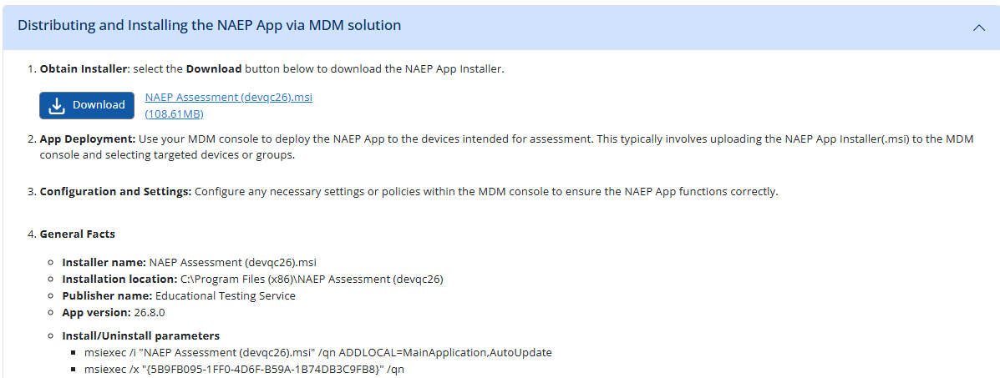 Distributing and Installing the NAEP App via MDM solution
1. Obtain Installer: select the Download button below to download the NAEP App Installer.
Download
NAEP Assessment (devqc26).msi
(108.61MB)
2. App Deployment: Use your MDM console to deploy the NAEP App to the devices intended for assessment. This typically involves uploading the NAEP App Installer(.msi) to the MDM
console and selecting targeted devices or groups.
3. Configuration and Settings: Configure any necessary settings or policies within the MDM console to ensure the NAEP App functions correctly.
4. General Facts
Installer name: NAEP Assessment (devqc26).msi
Installation location: C:\Program Files (x86)\NAEP Assessment (devqc26)
Publisher name: Educational Testing Service
App version: 26.8.0
Install/Uninstall parameters
msiexec /i "NAEP Assessment (devqc26).msi" /qn ADDLOCAL=MainApplication,AutoUpdate
msiexec /x "{5B9FB095-1FF0-4D6F-B59A-1B74DB3C9FB8}" /qn